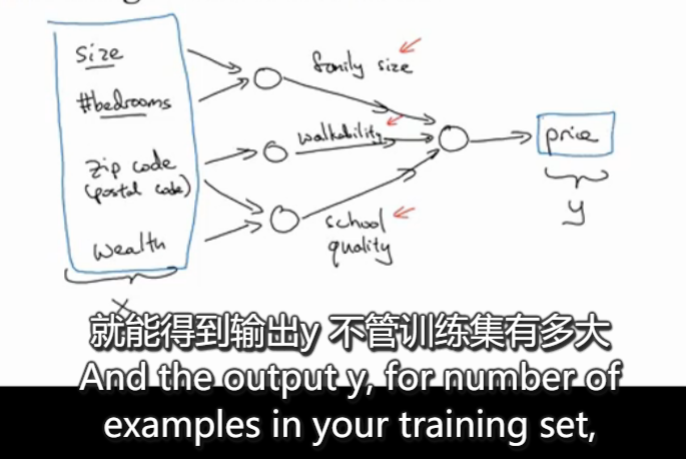 size
family size
#bedrooms
walkability
price
zip code
(postal code)
y
school
quality
wealth
X
就能得到输出y 不管训练集有多大
And the output y, for number of
examples in your training set,